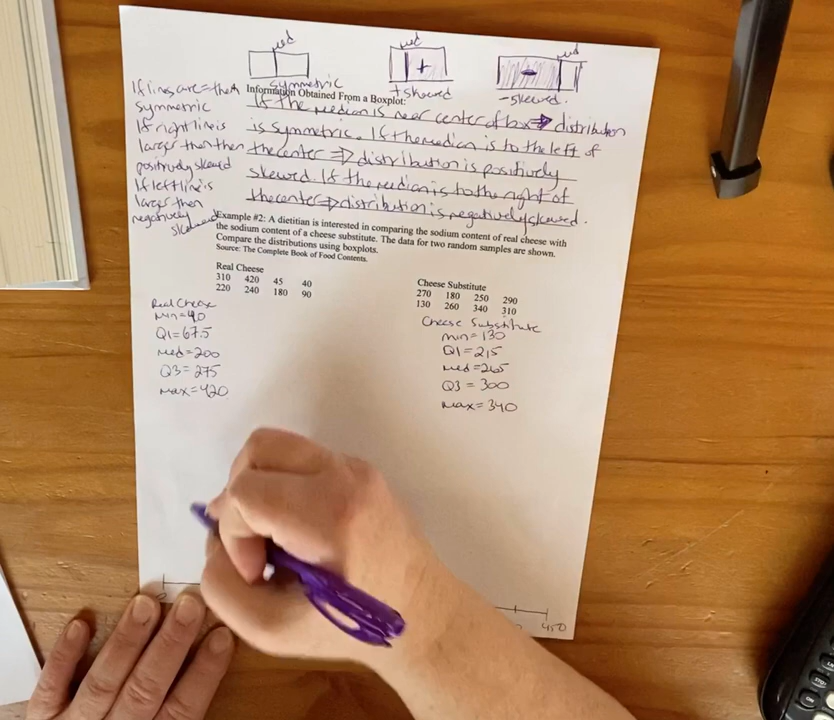 med
med
med
symmetric
+skewed
-skewed.
Information Obtained From a Boxplot:
If the median is near center of box ⇒ distribution
is symmetric. If the median is to the left of
the center ⇒ distribution is positively
skewed. If the median is to the right of
the center ⇒ distribution is negatively skewed.
If lines are = then
symmetric
If right line is
larger than then
positively skewed
If left line is
larger then
negatively
skewed
Example #2: A dietitian is interested in comparing the sodium content of real cheese with
the sodium content of a cheese substitute. The data for two random samples are shown.
Compare the distributions using boxplots.
Source: The Complete Book of Food Contents.
Real Cheese
310 420 45 40
220 240 180 90
Real Cheese
Min=40
Q1=67.5
Med=200
Q3=275
Max=420
Cheese Substitute
270 180 250 290
130 260 340 310
Cheese Substitute
min=130
Q1=215
Med=265
Q3=300
Max=340
450